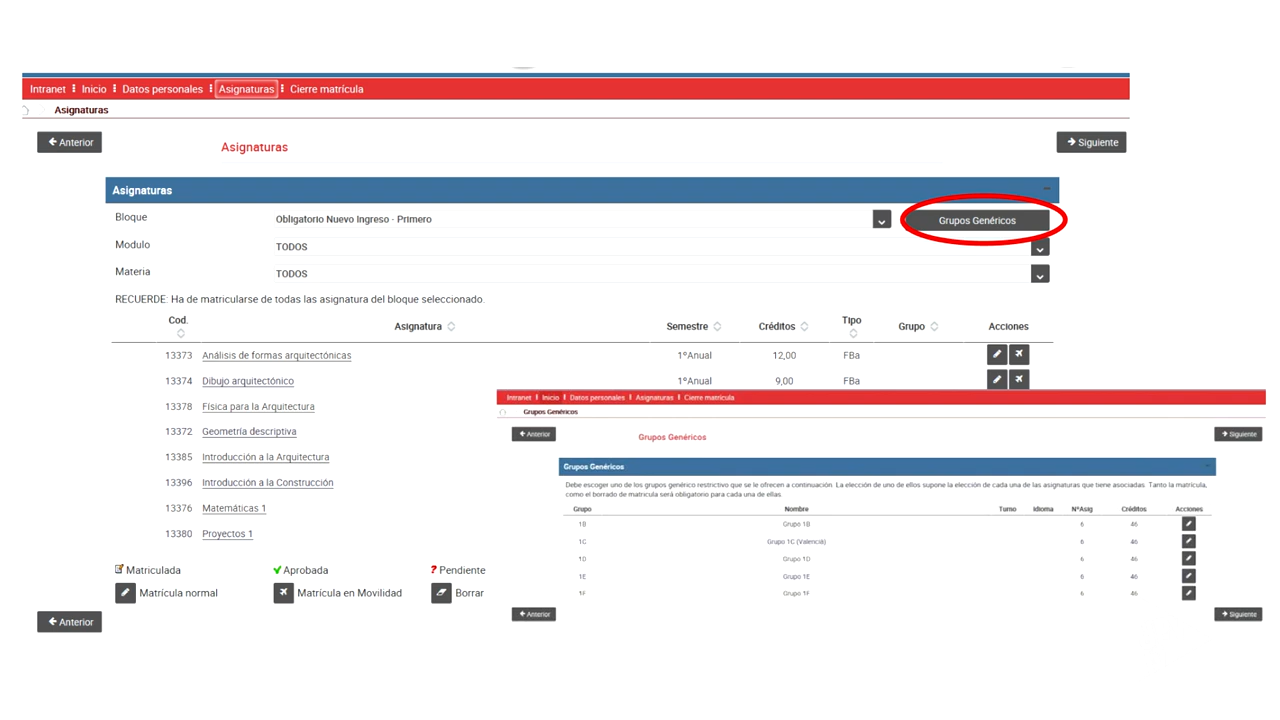 Intranet Inicio Datos personales Asignaturas Cierre matrícula
Asignaturas
Anterior
Siguiente
Asignaturas
Asignaturas
Bloque Obligatorio Nuevo Ingreso - Primero Grupos Genéricos
Modulo TODOS
Materia TODOS
RECUERDE: Ha de matricularse de todas las asignatura del bloque seleccionado.
Cod. Asignatura Semestre Créditos Tipo Grupo Acciones
13373 Análisis de formas arquitectónicas 1ºAnual 12,00 FBa
13374 Dibujo arquitectónico 1ºAnual 9,00 FBa
13378 Física para la Arquitectura
13372 Geometría descriptiva
13385 Introducción a la Arquitectura
13396 Introducción a la Construcción
13376 Matemáticas 1
13380 Proyectos 1
Matriculada Aprobada ? Pendiente
Matrícula normal Matrícula en Movilidad Borrar
Anterior
Intranet Inicio Datos personales Asignaturas Cierre matrícula
Grupos Genéricos
Anterior
Siguiente
Grupos Genéricos
Grupos Genéricos
Debe escoger uno de los grupos genérico restrictivo que se le ofrecen a continuación. La elección de uno de ellos supone la elección de cada una de las asignaturas que tiene asociadas. Tanto la matrícula,
como el borrado de matricula será obligatorio para cada una de ellas.
Grupo Nombre Turno Idioma NºAsig Créditos Acciones
1B Grupo 1B 6 46
1C Grupo 1C (Valencià) 6 46
1D Grupo 1D 6 46
1E Grupo 1E 6 46
1F Grupo 1F 6 46
Anterior
Siguiente